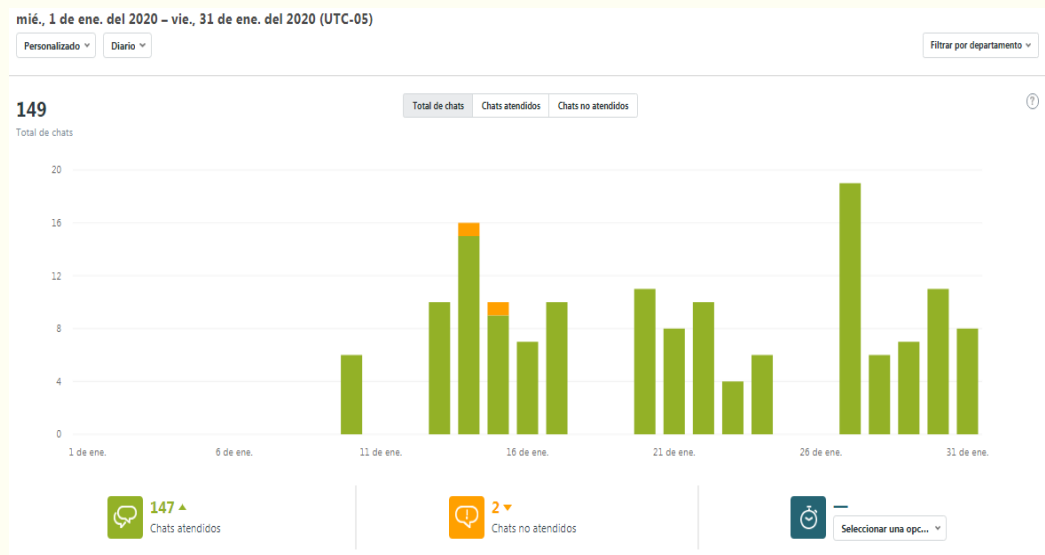 mié., 1 de ene. del 2020 – vie., 31 de ene. del 2020 (UTC-05)
Personalizado Diario Filtrar por departamento
149 Total de chats Chats atendidos Chats no atendidos ?
Total de chats
20
16
12
8
4
0
1 de ene. 6 de ene. 11 de ene. 16 de ene. 21 de ene. 26 de ene. 31 de ene.
147 2 —
Chats atendidos Chats no atendidos Seleccionar una opc...